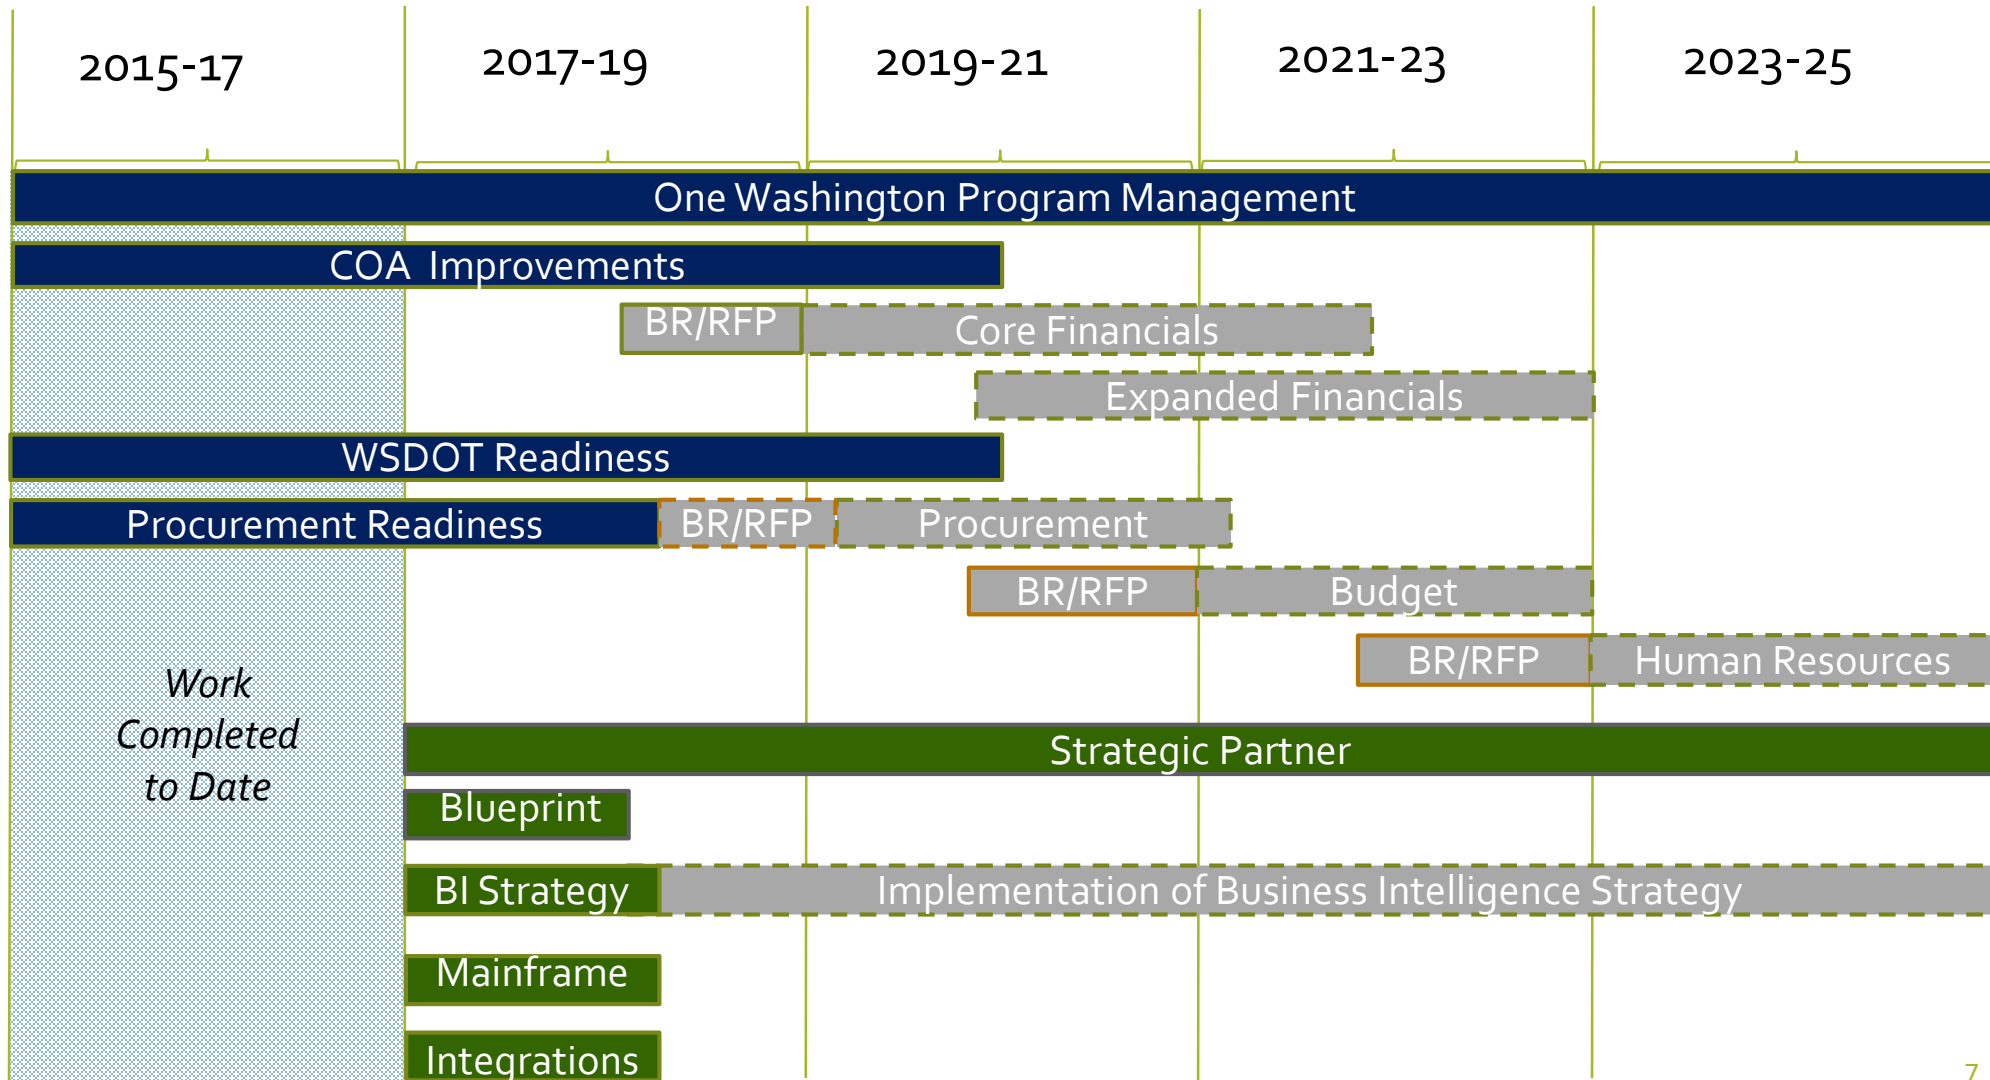 2015-17
2017-19
2019-21
2021-23
2023-25
One Washington Program Management
COA Improvements
BR/RFP
Core Financials
Expanded Financials
WSDOT Readiness
Procurement Readiness
BR/RFP
Procurement
BR/RFP
Budget
BR/RFP
Human Resources
Work
Completed
to Date
Strategic Partner
Blueprint
BI Strategy
Implementation of Business Intelligence Strategy
Mainframe
Integrations
7